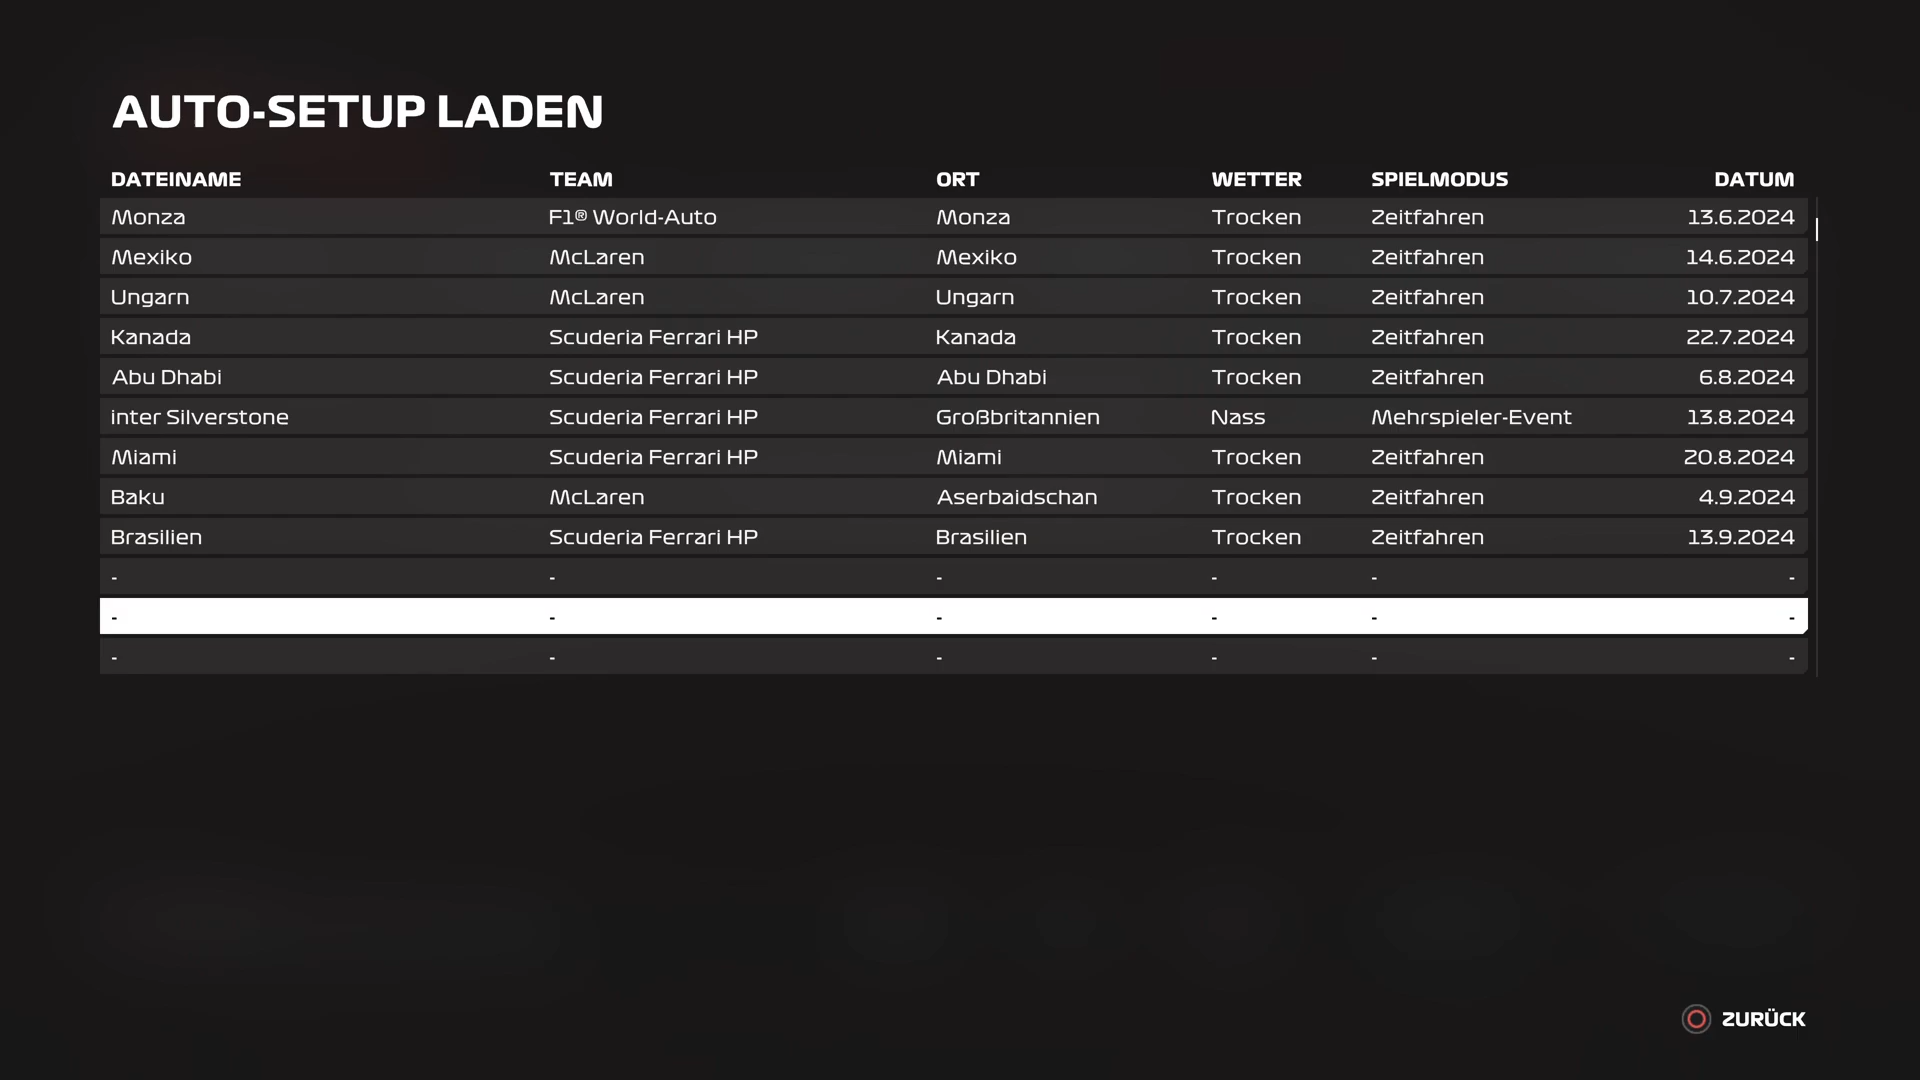 AUTO-SETUP LADEN
DATEINAME TEAM ORT WETTER SPIELMODUS DATUM
Monza F1® World-Auto Monza Trocken Zeitfahren 13.6.2024
Mexiko McLaren Mexiko Trocken Zeitfahren 14.6.2024
Ungarn McLaren Ungarn Trocken Zeitfahren 10.7.2024
Kanada Scuderia Ferrari HP Kanada Trocken Zeitfahren 22.7.2024
Abu Dhabi Scuderia Ferrari HP Abu Dhabi Trocken Zeitfahren 6.8.2024
inter Silverstone Scuderia Ferrari HP Großbritannien Nass Mehrspieler-Event 13.8.2024
Miami Scuderia Ferrari HP Miami Trocken Zeitfahren 20.8.2024
Baku McLaren Aserbaidschan Trocken Zeitfahren 4.9.2024
Brasilien Scuderia Ferrari HP Brasilien Trocken Zeitfahren 13.9.2024
- - - - - -
- - - - - -
- - - - - -
ZURÜCK